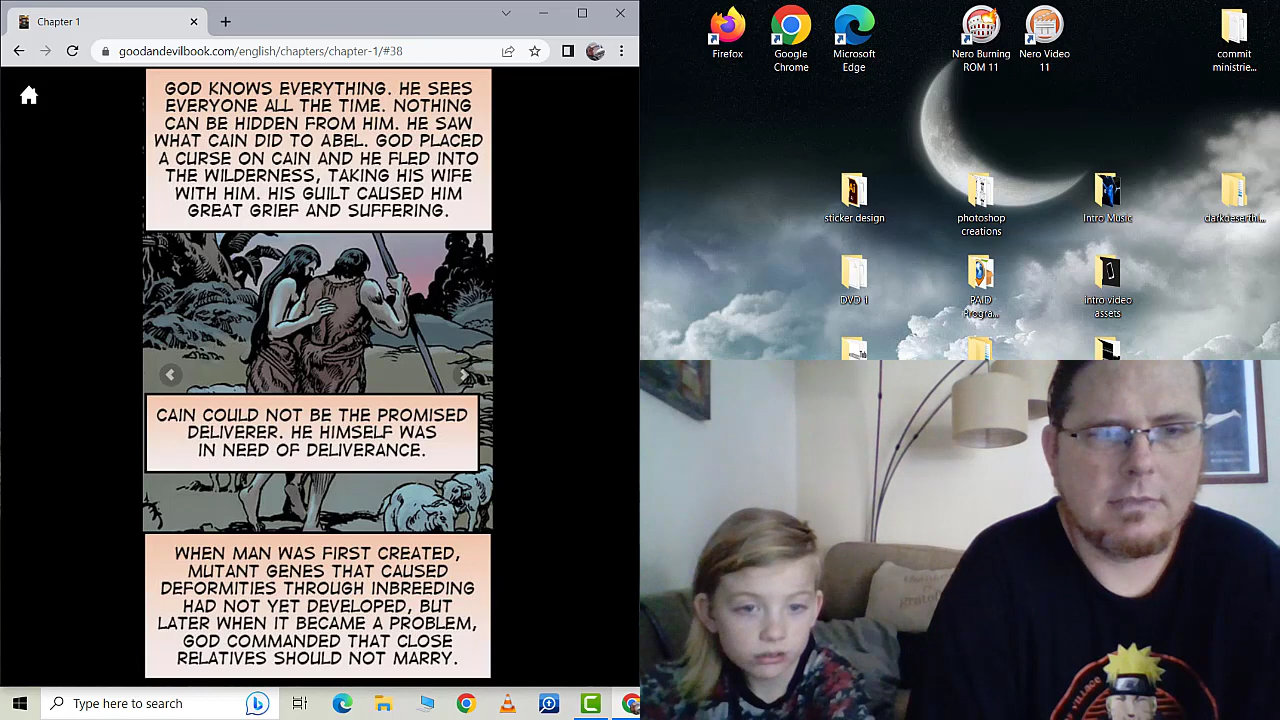 Chapter 1
goodandevilbook.com/english/chapters/chapter-1/#38
GOD KNOWS EVERYTHING. HE SEES
EVERYONE ALL THE TIME. NOTHING
CAN BE HIDDEN FROM HIM. HE SAW
WHAT CAIN DID TO ABEL. GOD PLACED
A CURSE ON CAIN AND HE FLED INTO
THE WILDERNESS, TAKING HIS WIFE
WITH HIM. HIS GUILT CAUSED HIM
GREAT GRIEF AND SUFFERING.
CAIN COULD NOT BE THE PROMISED
DELIVERER. HE HIMSELF WAS
IN NEED OF DELIVERANCE.
WHEN MAN WAS FIRST CREATED,
MUTANT GENES THAT CAUSED
DEFORMITIES THROUGH INBREEDING
HAD NOT YET DEVELOPED, BUT
LATER WHEN IT BECAME A PROBLEM,
GOD COMMANDED THAT CLOSE
RELATIVES SHOULD NOT MARRY.
Type here to search
Firefox
Google
Chrome
Microsoft
Edge
Nero Burning
ROM 11
Nero Video
11
commit
ministrie...
sticker design
photoshop
creations
Intro Music
darkdeserthi...
DVD 1
PAID
Progra...
intro video
assets